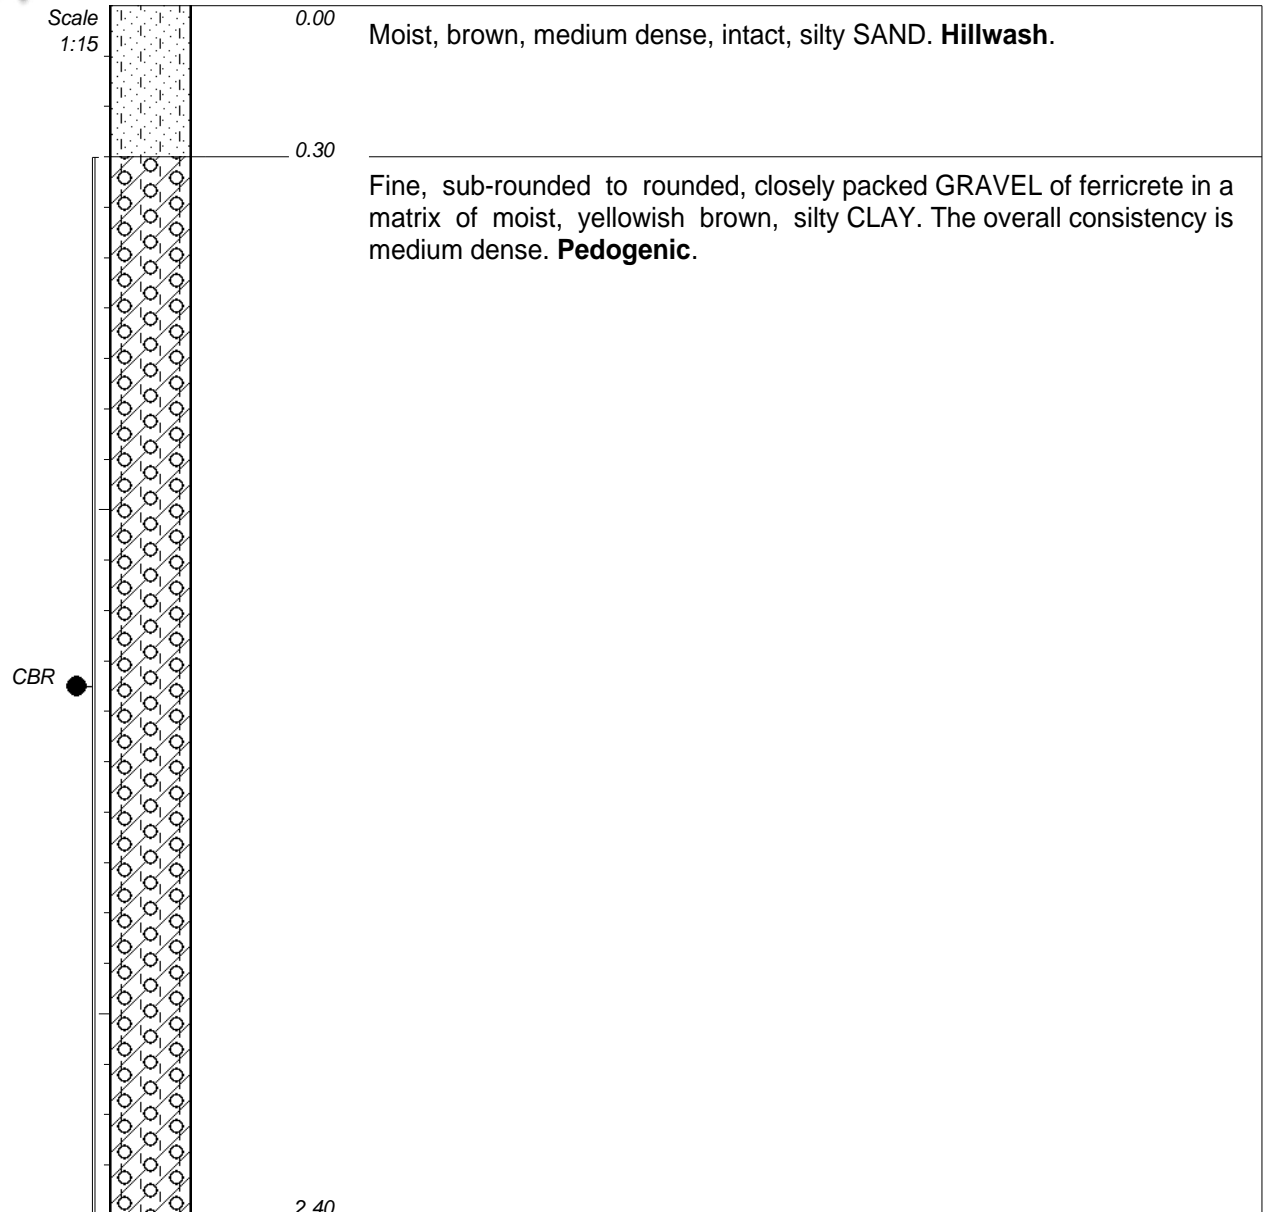 Scale
1:15
0.00
Moist, brown, medium dense, intact, silty SAND. Hillwash.
0.30
Fine, sub-rounded to rounded, closely packed GRAVEL of ferricrete in a
matrix of moist, yellowish brown, silty CLAY. The overall consistency is
medium dense. Pedogenic.
CBR
2.40